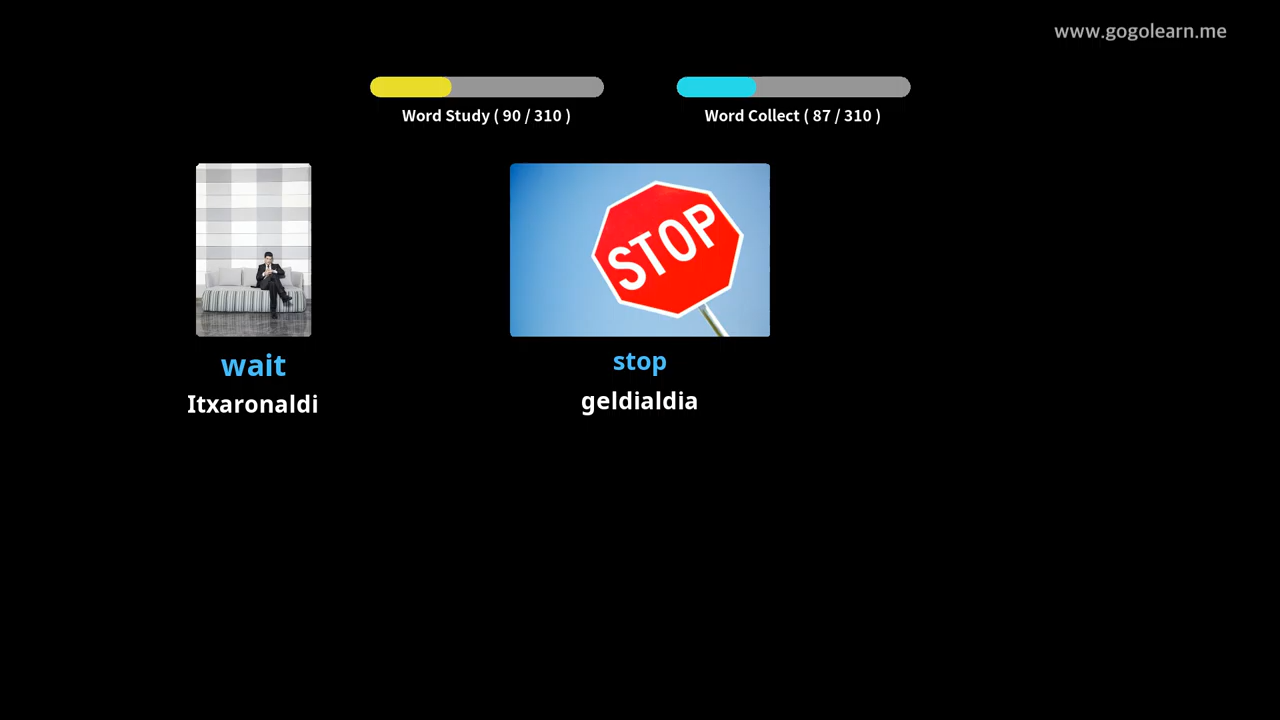 www.gogolearn.me
Word Study ( 90 / 310 )
Word Collect ( 87 / 310 )
STOP
wait
stop
Itxaronaldi
geldialdia